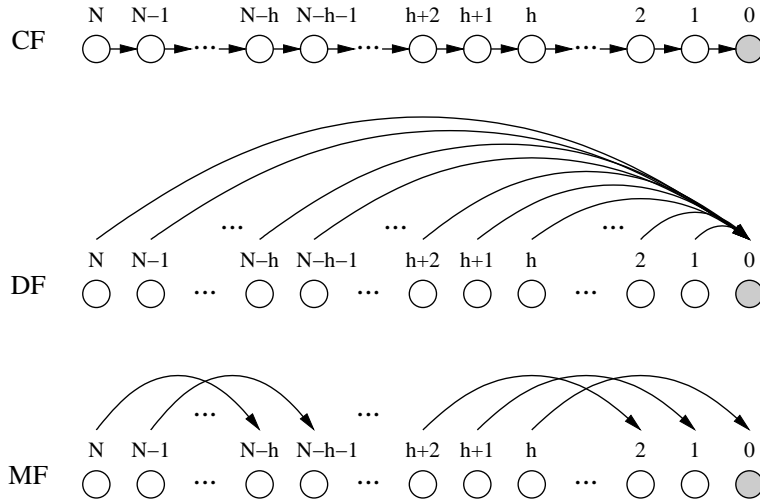 N N−1 N−h N−h−1 h+2 h+1 h 2 1 0
CF ... ... ...
... ... ...
N N−1 N−h N−h−1 h+2 h+1 h 2 1 0
DF ... ... ...
... ...
N N−1 N−h N−h−1 h+2 h+1 h 2 1 0
MF ... ... ...